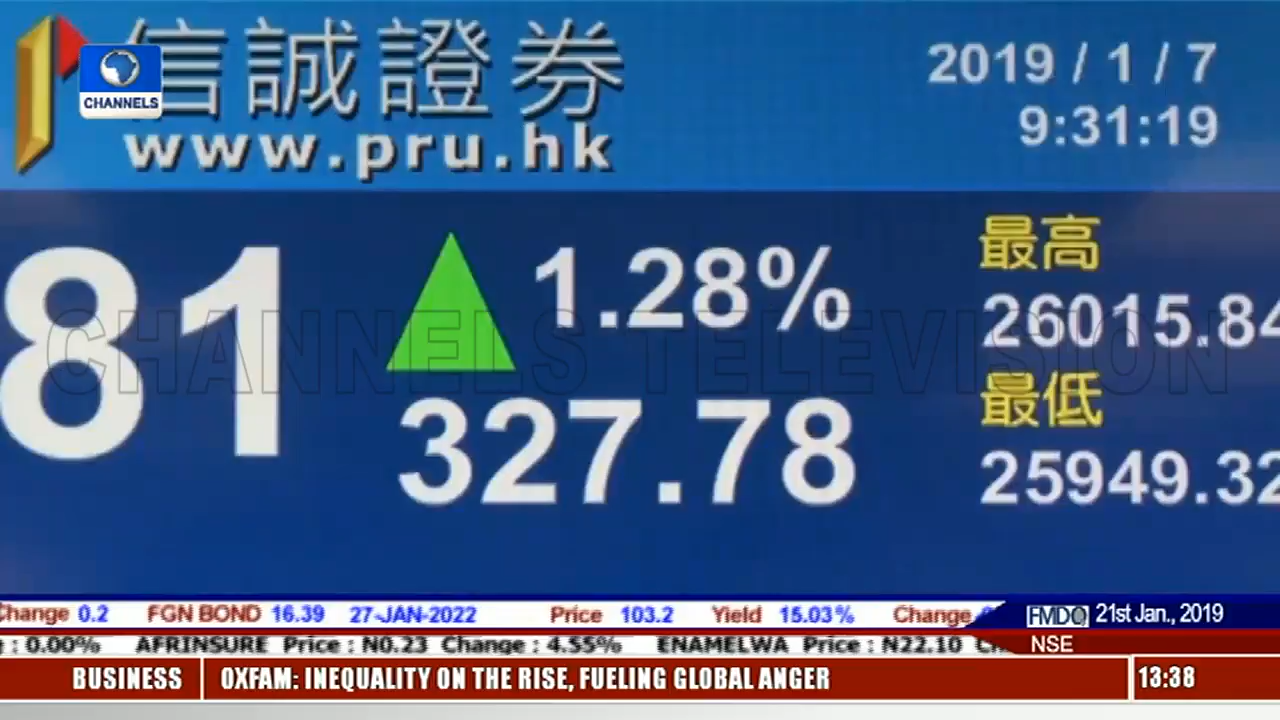 信誠證券
www.pru.hk
2019 / 1 / 7
9:31:19
CHANNELS
81
1.28%
327.78
最高
26015.84
最低
25949.32
CHANNELS TELEVISION
Change 0.2 FGN BOND 16.39 27-JAN-2022 Price 103.2 Yield 15.03% Change
FMDQ 21st Jan., 2019
: 0.00% AFRINSURE Price : N0.23 Change : 4.55% ENAMELWA Price : N22.10
NSE
BUSINESS OXFAM: INEQUALITY ON THE RISE, FUELING GLOBAL ANGER 13:38